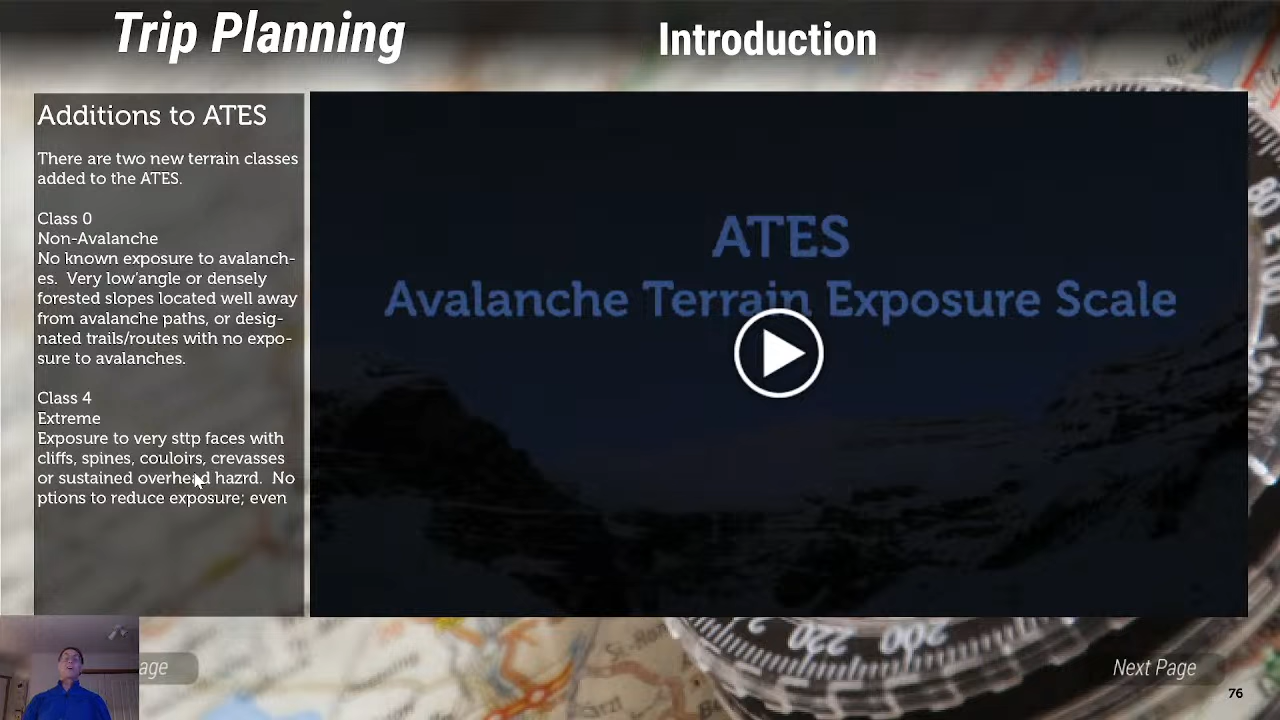 Trip Planning
Introduction
Additions to ATES
There are two new terrain classes
added to the ATES.
Class 0
Non-Avalanche
No known exposure to avalanch-
es. Very low angle or densely
forested slopes located well away
from avalanche paths, or desig-
nated trails/routes with no expo-
sure to avalanches.
Class 4
Extreme
Exposure to very sttp faces with
cliffs, spines, couloirs, crevasses
or sustained overhead hazrd. No
ptions to reduce exposure; even
ATES
Avalanche Terrain Exposure Scale
80
220
200
age
Next Page
76